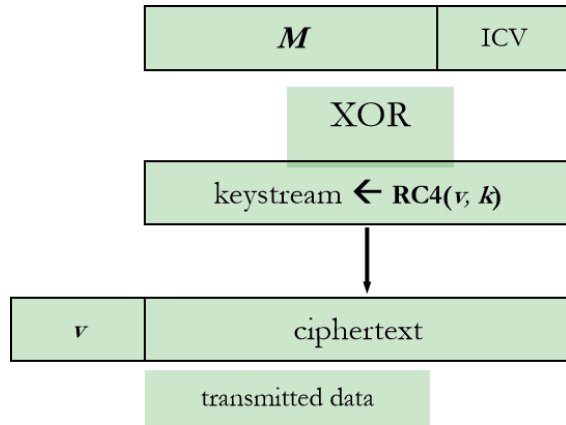 M ICV
XOR
keystream ← RC4(v, k)
v ciphertext
transmitted data